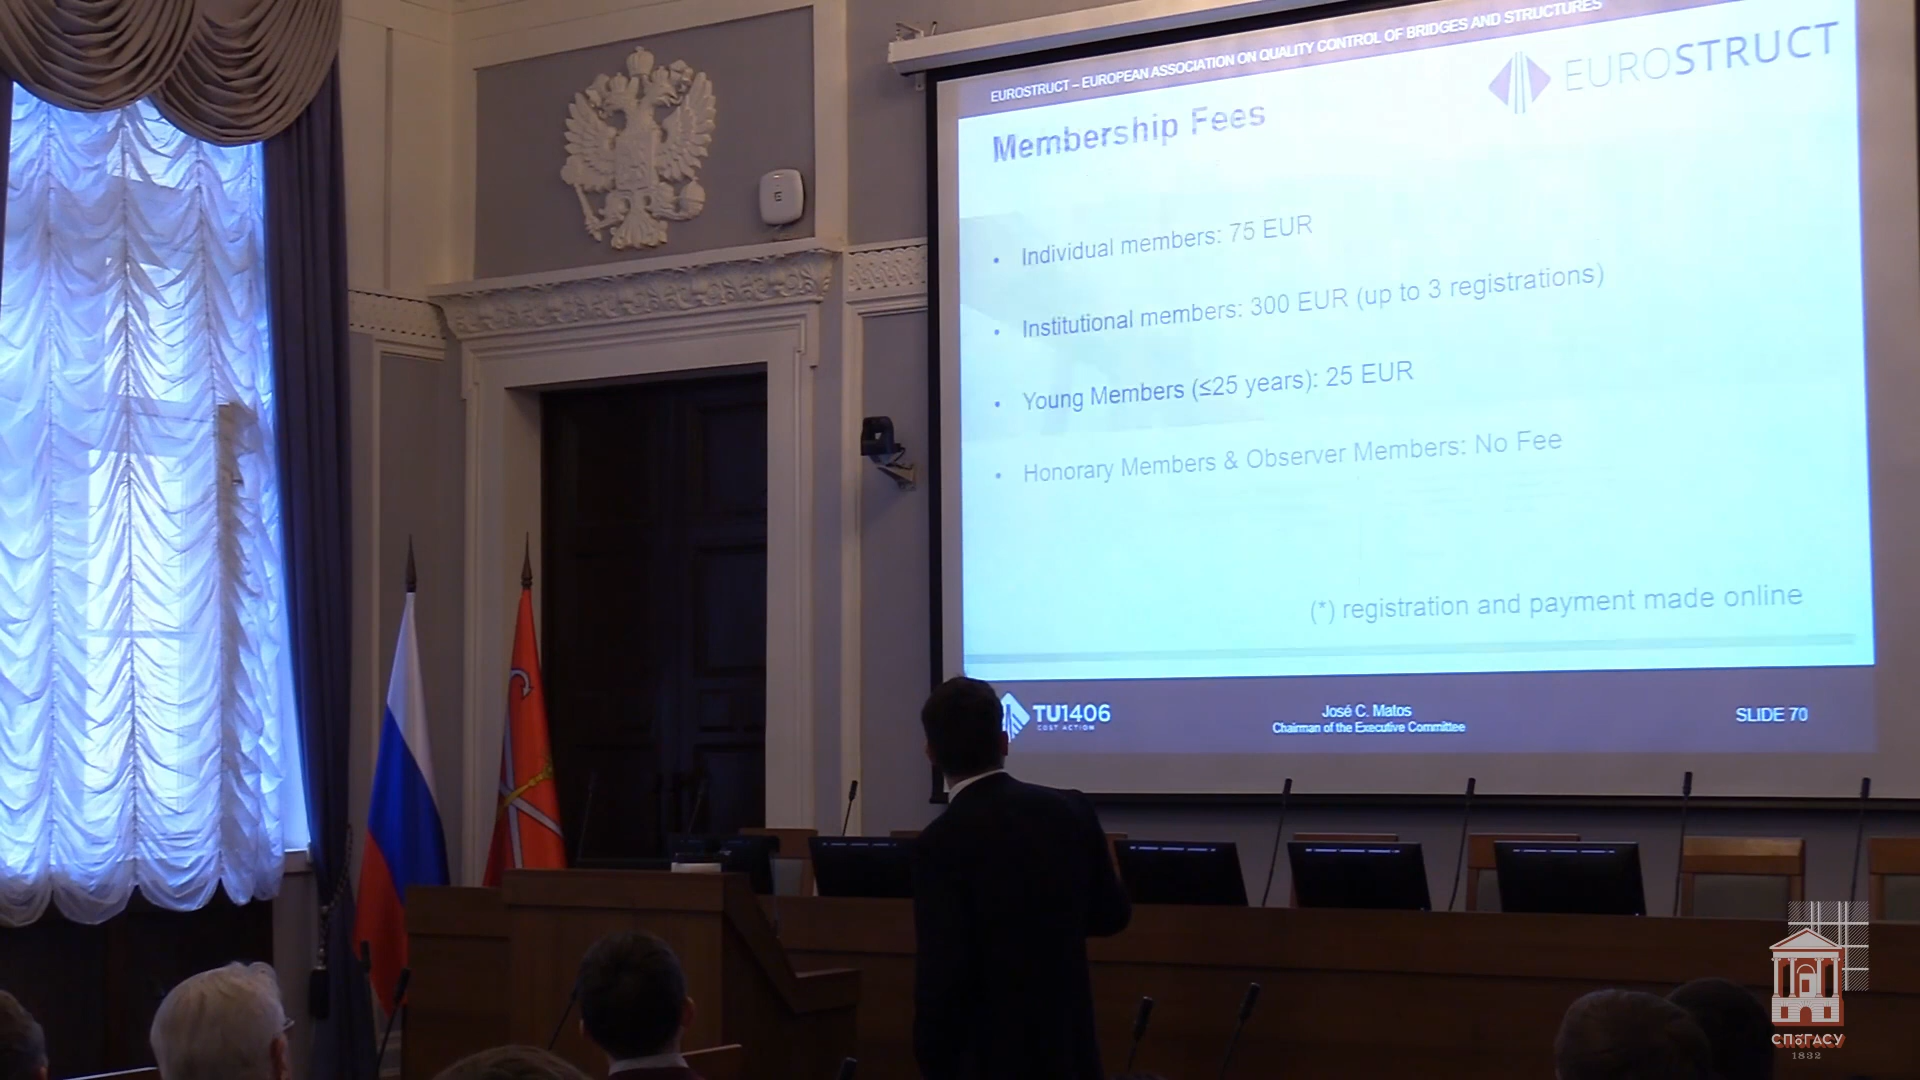 EUROSTRUCT – EUROPEAN ASSOCIATION ON QUALITY CONTROL OF BRIDGES AND STRUCTURES
EUROSTRUCT
Membership Fees
• Individual members: 75 EUR
• Institutional members: 300 EUR (up to 3 registrations)
• Young Members (≤25 years): 25 EUR
• Honorary Members & Observer Members: No Fee
(*) registration and payment made online
TU1406
COST ACTION
José C. Matos
Chairman of the Executive Committee
SLIDE 70
СПбГАСУ
1832